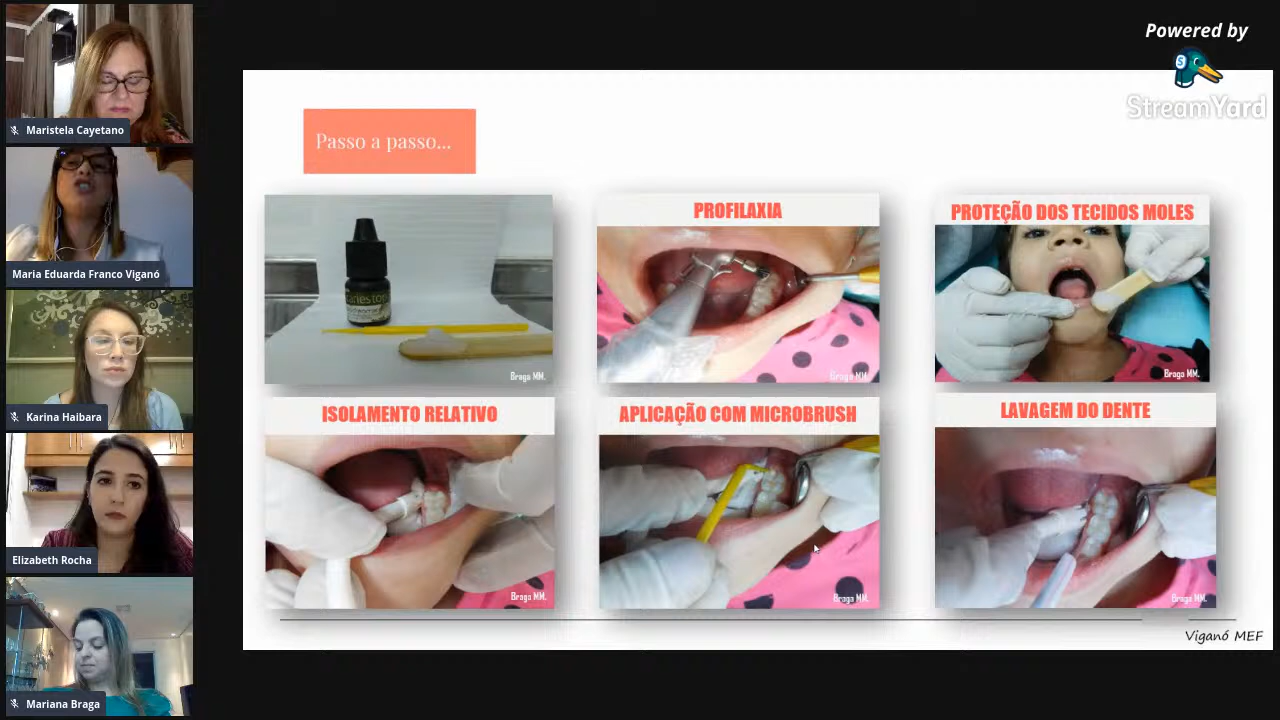 Powered by
StreamYard
Maristela Cayetano
Maria Eduarda Franco Viganó
Karina Haibara
Elizabeth Rocha
Mariana Braga
Passo a passo...
Braga MM.
PROFILAXIA
Braga MM.
PROTEÇÃO DOS TECIDOS MOLES
Braga MM.
ISOLAMENTO RELATIVO
Braga MM.
APLICAÇÃO COM MICROBRUSH
Braga MM.
LAVAGEM DO DENTE
Braga MM.
Viganó MEF